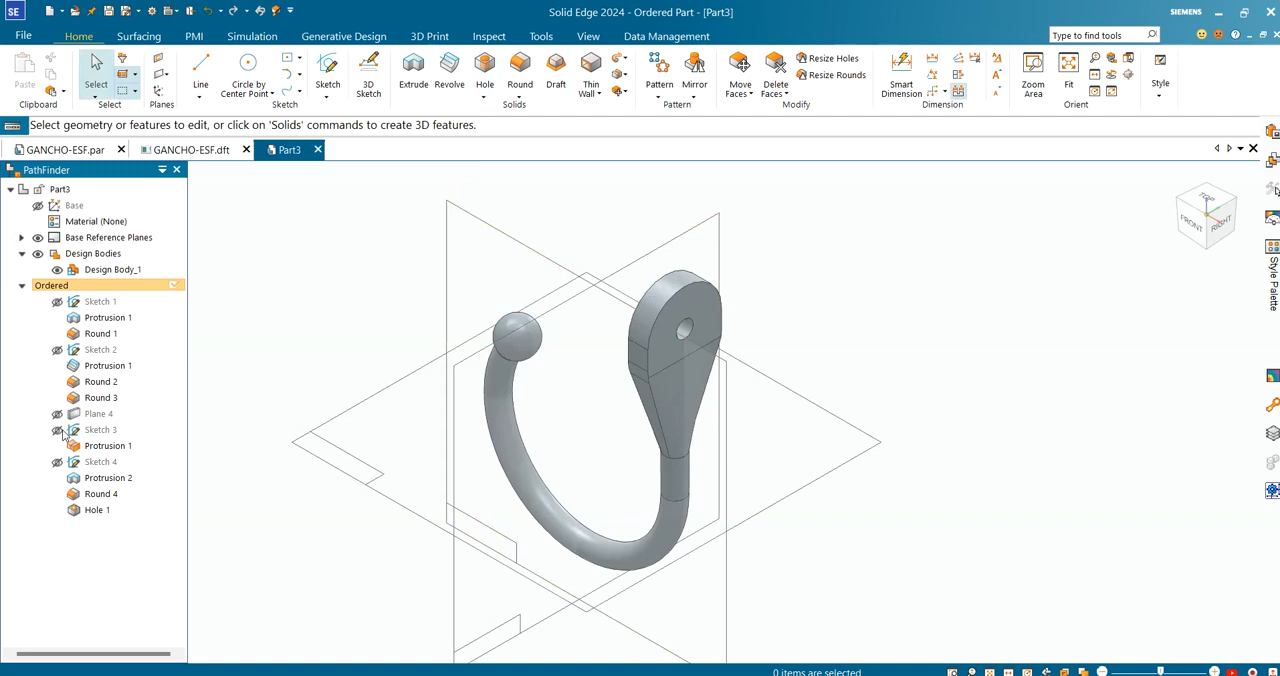 SE
Solid Edge 2024 - Ordered Part - [Part3]
SIEMENS
File
Home
Surfacing
PMI
Simulation
Generative Design
3D Print
Inspect
Tools
View
Data Management
Type to find tools
Paste
Clipboard
Select
Select
Planes
Line
Circle by Center Point
Sketch
Sketch
3D Sketch
Extrude
Revolve
Hole
Round
Draft
Thin Wall
Solids
Pattern
Mirror
Pattern
Move Faces
Delete Faces
Resize Holes
Resize Rounds
Modify
Smart Dimension
Dimension
Zoom Area
Fit
Orient
Style
Select geometry or features to edit, or click on 'Solids' commands to create 3D features.
GANCHO-ESF.par
GANCHO-ESF.dft
Part3
PathFinder
Part3
Base
Material (None)
Base Reference Planes
Design Bodies
Design Body_1
Ordered
Sketch 1
Protrusion 1
Round 1
Sketch 2
Protrusion 1
Round 2
Round 3
Plane 4
Sketch 3
Protrusion 1
Sketch 4
Protrusion 2
Round 4
Hole 1
TOP
FRONT
RIGHT
Style Palette
0 items are selected